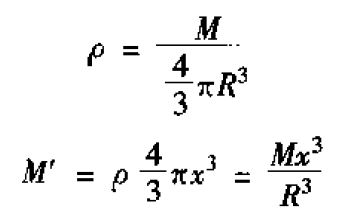 ρ = M / (4/3 πR³)
M′ = ρ 4/3 πx³ = Mx³ / R³